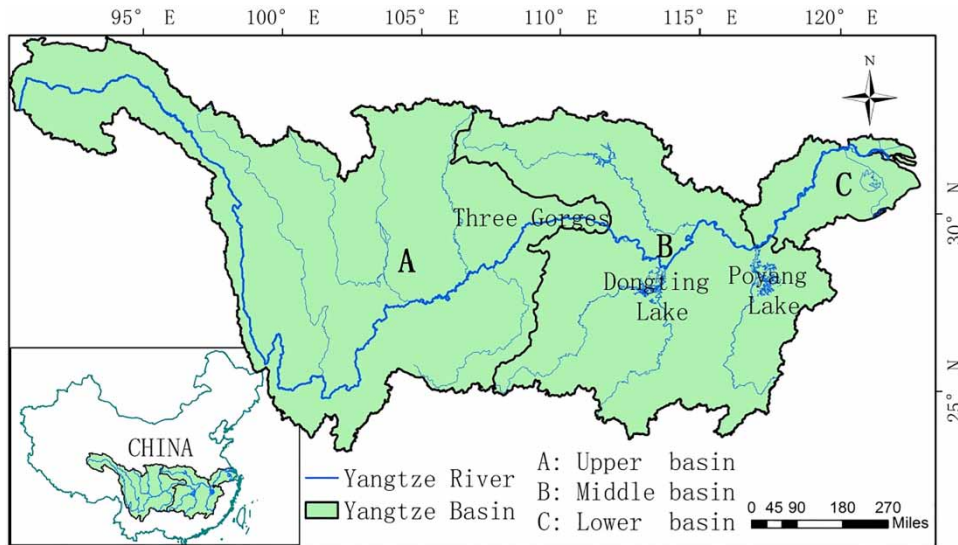 95° E 100° E 105° E 110° E 115° E 120° E
N
C
30° N
Three Gorges
A
B
Dongting Lake
Poyang Lake
25° N
CHINA
Yangtze River
Yangtze Basin
A: Upper basin
B: Middle basin
C: Lower basin
0 45 90 180 270
Miles